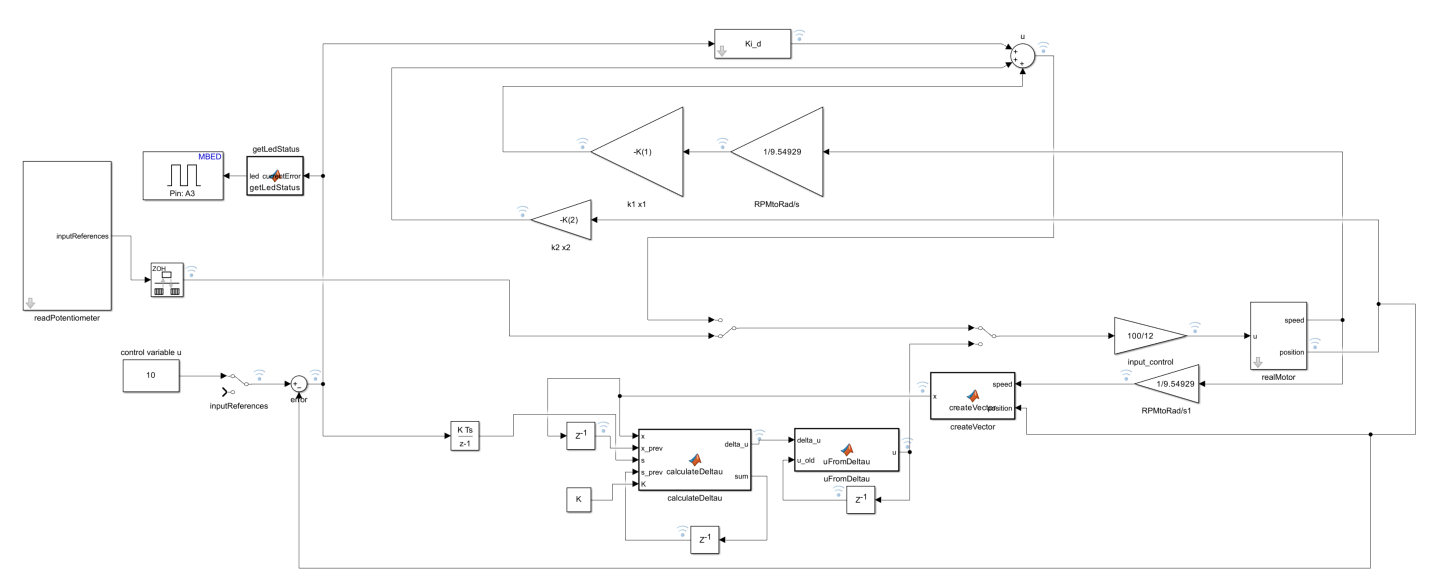 u
Ki_d
+
+
+
-K(1)
1/9.54929
k1 x1
RPMtoRad/s
getLedStatus
MBED
Pin: A3
led currentError
getLedStatus
-K(2)
k2 x2
inputReferences
readPotentiometer
ZOH
speed
u
position
realMotor
100/12
input_control
control variable u
10
inputReferences
+
−
error
1/9.54929
RPMtoRad/s1
speed
x
createVector
position
createVector
K Ts
z-1
Z-1
x
x_prev
s
s_prev
K
delta_u
sum
calculateDeltau
calculateDeltau
delta_u
u_old
u
uFromDeltau
uFromDeltau
Z-1
K
Z-1